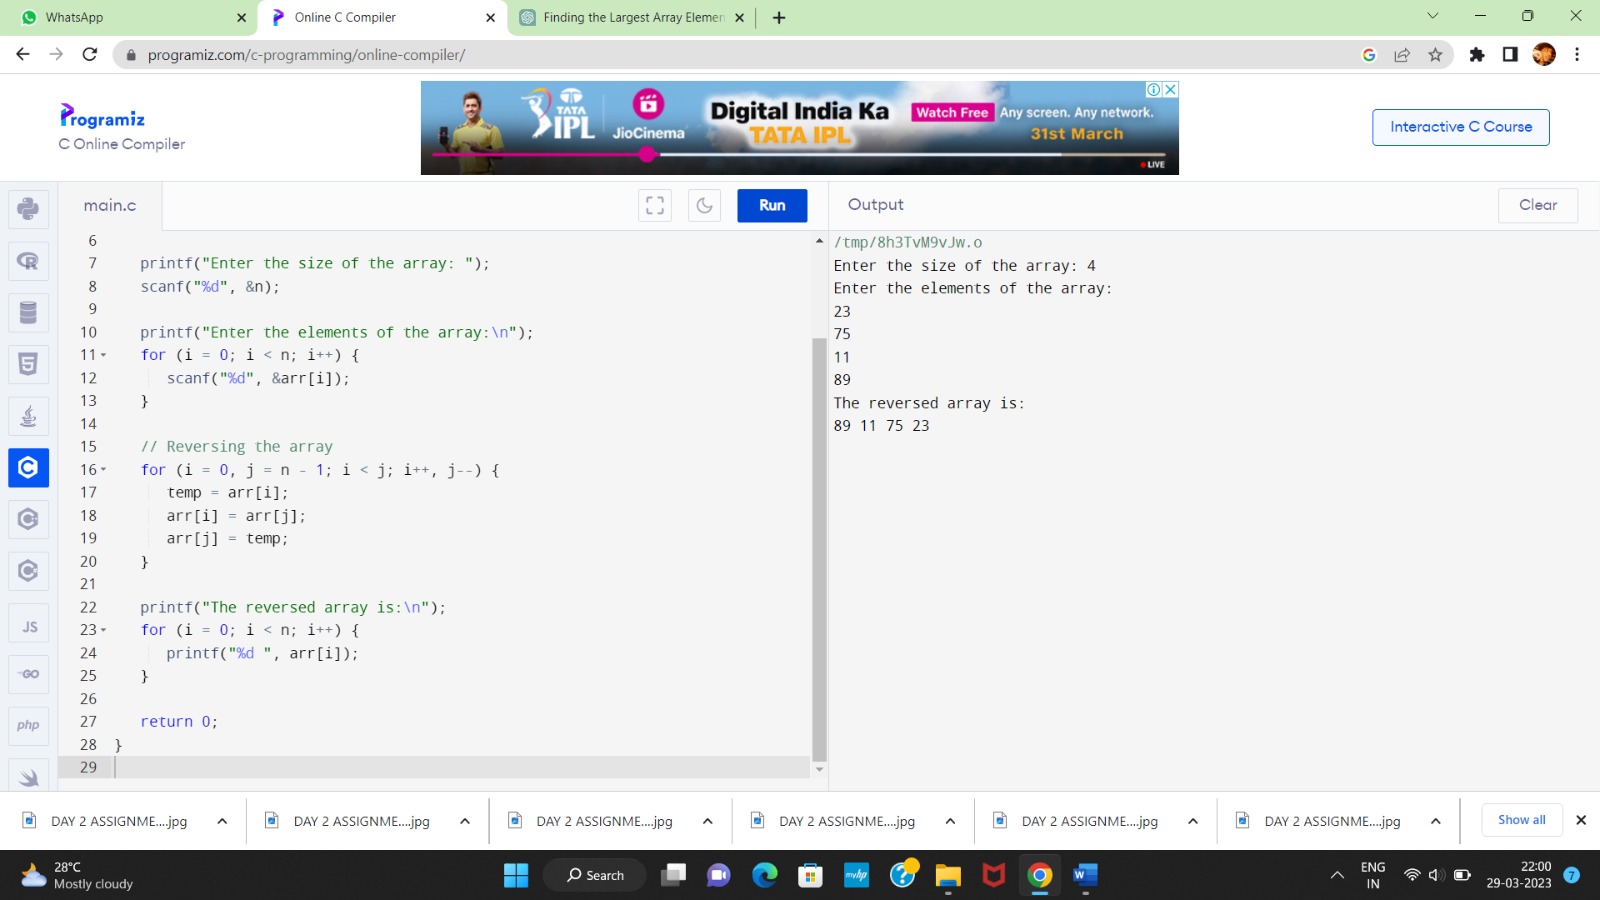 WhatsApp
Online C Compiler
Finding the Largest Array Elemen
programiz.com/c-programming/online-compiler/
Programiz
C Online Compiler
TATA
IPL
JioCinema
Digital India Ka
TATA IPL
Watch Free
Any screen. Any network.
31st March
LIVE
Interactive C Course
main.c
Run
Output
Clear
6
7 printf("Enter the size of the array: ");
8 scanf("%d", &n);
9
10 printf("Enter the elements of the array:\n");
11 for (i = 0; i < n; i++) {
12 scanf("%d", &arr[i]);
13 }
14
15 // Reversing the array
16 for (i = 0, j = n - 1; i < j; i++, j--) {
17 temp = arr[i];
18 arr[i] = arr[j];
19 arr[j] = temp;
20 }
21
22 printf("The reversed array is:\n");
23 for (i = 0; i < n; i++) {
24 printf("%d ", arr[i]);
25 }
26
27 return 0;
28 }
29
/tmp/8h3TvM9vJw.o
Enter the size of the array: 4
Enter the elements of the array:
23
75
11
89
The reversed array is:
89 11 75 23
R
5
C
JS
GO
php
DAY 2 ASSIGNME....jpg
DAY 2 ASSIGNME....jpg
DAY 2 ASSIGNME....jpg
DAY 2 ASSIGNME....jpg
DAY 2 ASSIGNME....jpg
DAY 2 ASSIGNME....jpg
Show all
28°C
Mostly cloudy
Search
myhp
W
ENG
IN
22:00
29-03-2023
7